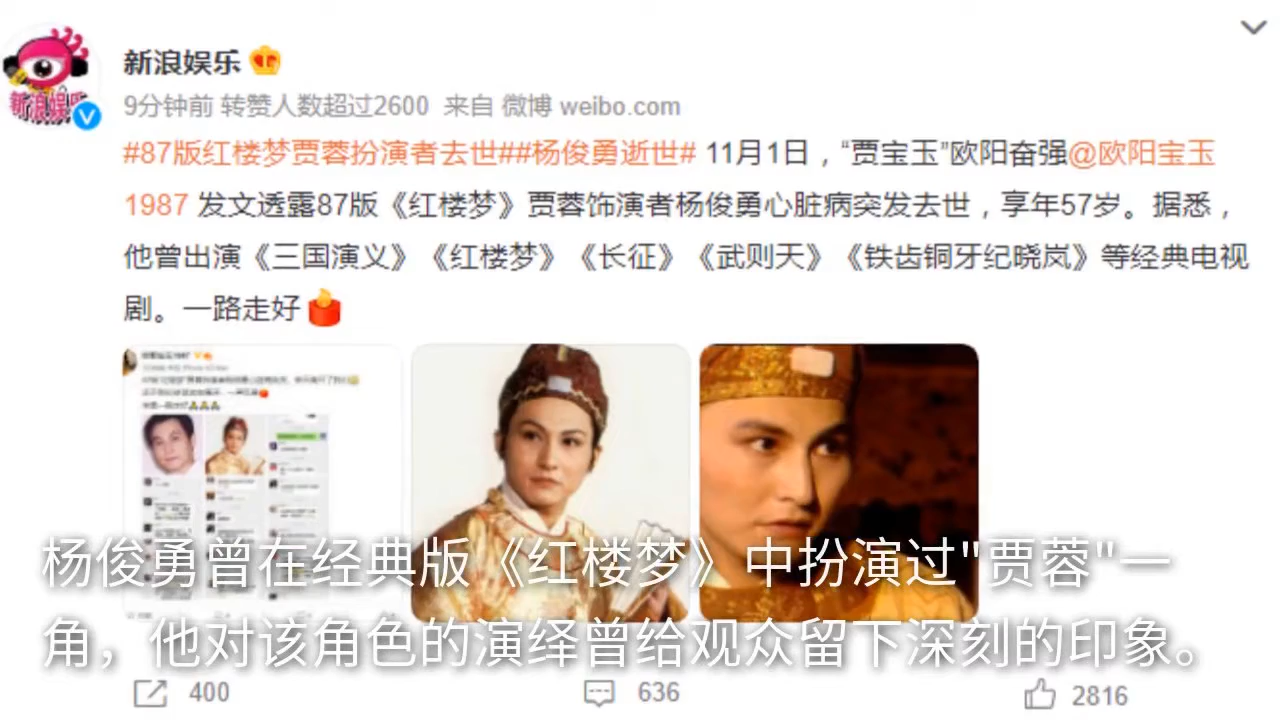 新浪娱乐
9分钟前 转赞人数超过2600 来自 微博 weibo.com
#87版红楼梦贾蓉扮演者去世##杨俊勇逝世# 11月1日，“贾宝玉”欧阳奋强@欧阳宝玉
1987 发文透露87版《红楼梦》贾蓉饰演者杨俊勇心脏病突发去世，享年57岁。据悉，
他曾出演《三国演义》《红楼梦》《长征》《武则天》《铁齿铜牙纪晓岚》等经典电视
剧。一路走好
杨俊勇曾在经典版《红楼梦》中扮演过"贾蓉"一
角，他对该角色的演绎曾给观众留下深刻的印象。
400
636
2816